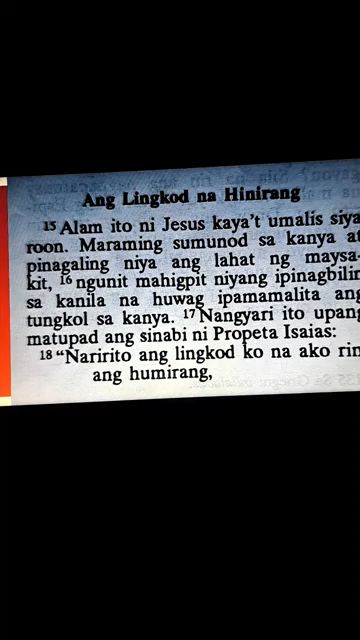 Ang Lingkod na Hinirang
15 Alam ito ni Jesus kaya't umalis siya
roon. Maraming sumunod sa kanya at
pinagaling niya ang lahat ng maysa-
kit, 16 ngunit mahigpit niyang ipinagbilin
sa kanila na huwag ipamamalita ang
tungkol sa kanya. 17 Nangyari ito upang
matupad ang sinabi ni Propeta Isaias:
18 “Naririto ang lingkod ko na ako rin
ang humirang,